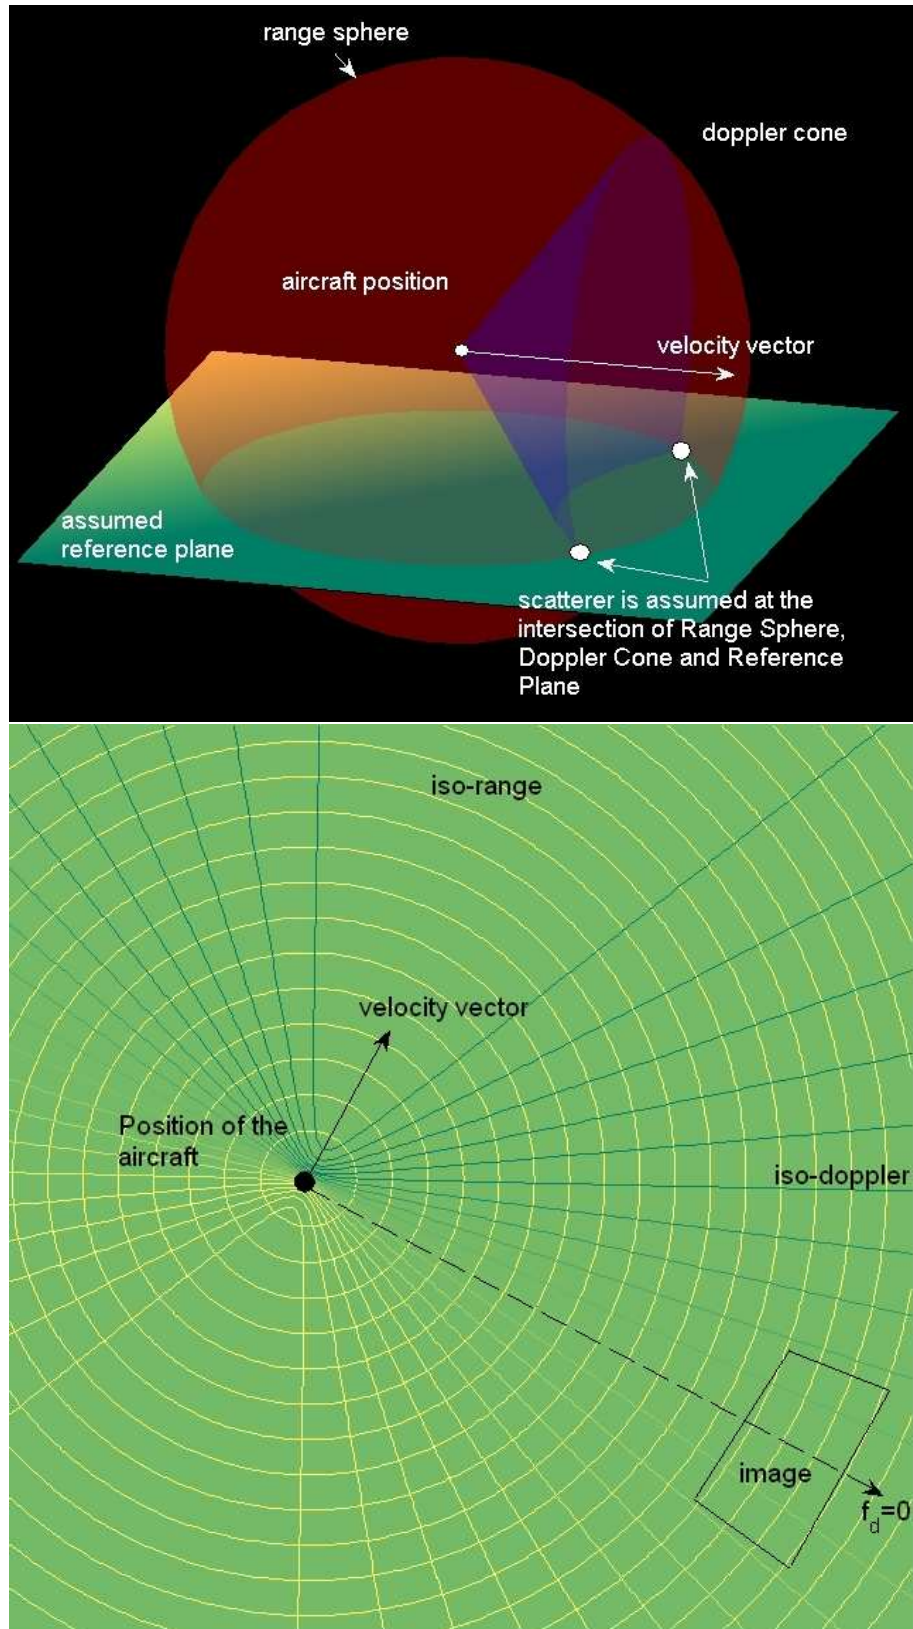 range sphere
doppler cone
aircraft position
velocity vector
assumed
reference plane
scatterer is assumed at the
intersection of Range Sphere,
Doppler Cone and Reference
Plane
iso-range
velocity vector
Position of the
aircraft
iso-doppler
image
f_d=0